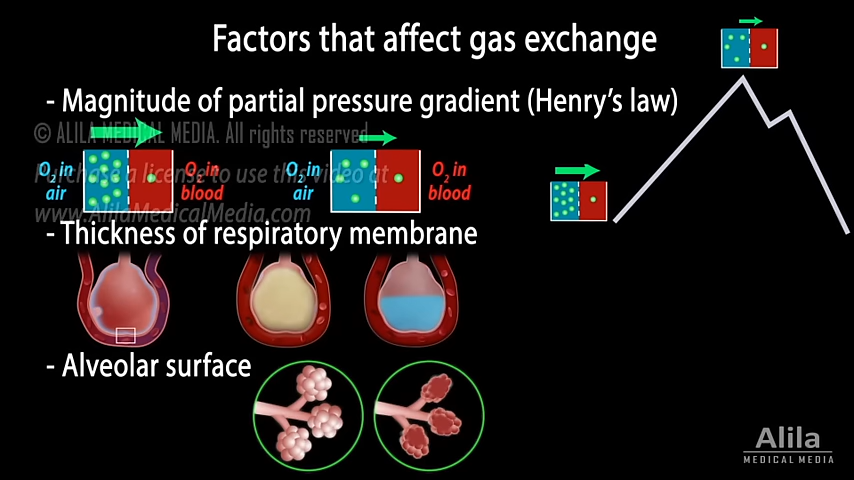 Factors that affect gas exchange
- Magnitude of partial pressure gradient (Henry's law)
© ALILA MEDICAL MEDIA. All rights reserved
Purchase a license to use this video at
www.AlilaMedicalMedia.com
O2 in
air
O2 in
blood
O2 in
air
O2 in
blood
- Thickness of respiratory membrane
- Alveolar surface
Alila
MEDICAL MEDIA